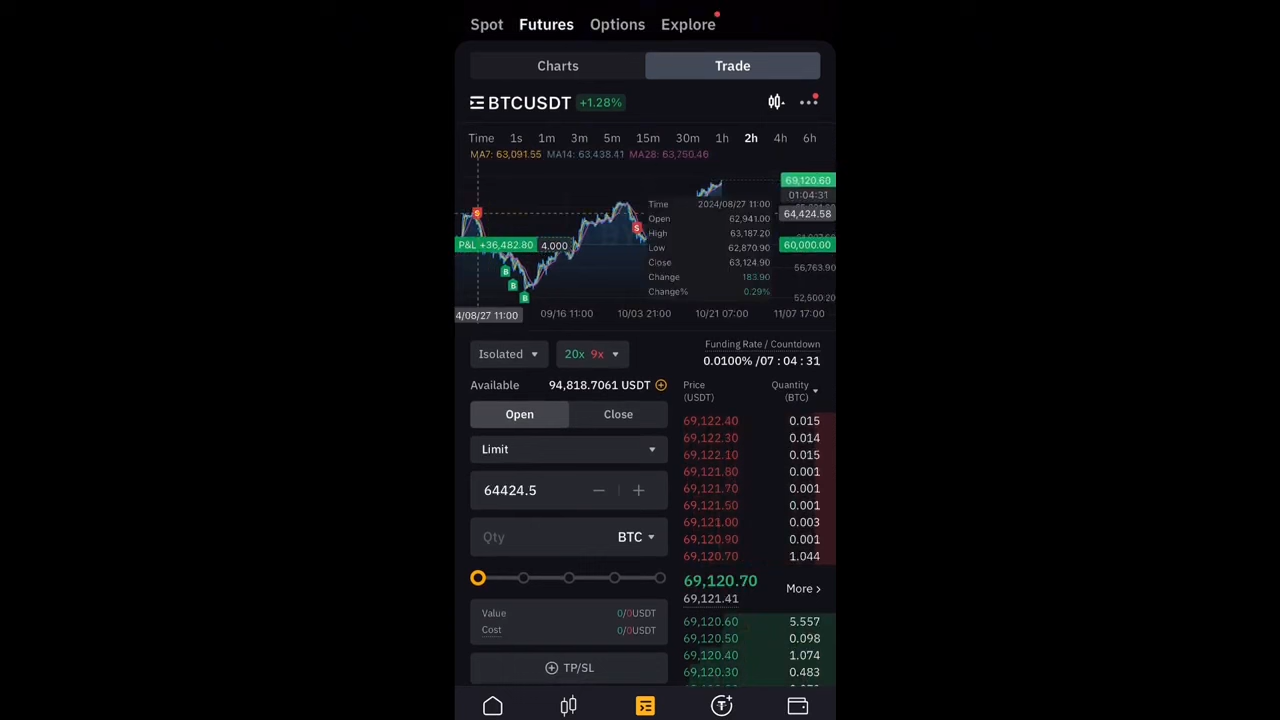 Spot Futures Options Explore
Charts Trade
BTCUSDT +1.28%
Time 1s 1m 3m 5m 15m 30m 1h 2h 4h 6h
MA7: 63,091.55 MA14: 63,438.41 MA28: 63,750.46
69,120.60
01:04:31
64,424.58
60,000.00
56,763.90
52,500.20
S
S
P&L +36,482.80 4.000
B
B
B
Time 2024/08/27 11:00
Open 62,941.00
High 63,187.20
Low 62,870.90
Close 63,124.90
Change 183.90
Change% 0.29%
4/08/27 11:00 09/16 11:00 10/03 21:00 10/21 07:00 11/07 17:00
Isolated 20x 9x
Funding Rate / Countdown
0.0100% /07 : 04 : 31
Available 94,818.7061 USDT
Open Close
Limit
64424.5
Qty BTC
Value 0/0USDT
Cost 0/0USDT
TP/SL
Price Quantity
(USDT) (BTC)
69,122.40 0.015
69,122.30 0.014
69,122.10 0.015
69,121.80 0.001
69,121.70 0.001
69,121.50 0.001
69,121.00 0.003
69,120.90 0.001
69,120.70 1.044
69,120.70
69,121.41
More
69,120.60 5.557
69,120.50 0.098
69,120.40 1.074
69,120.30 0.483